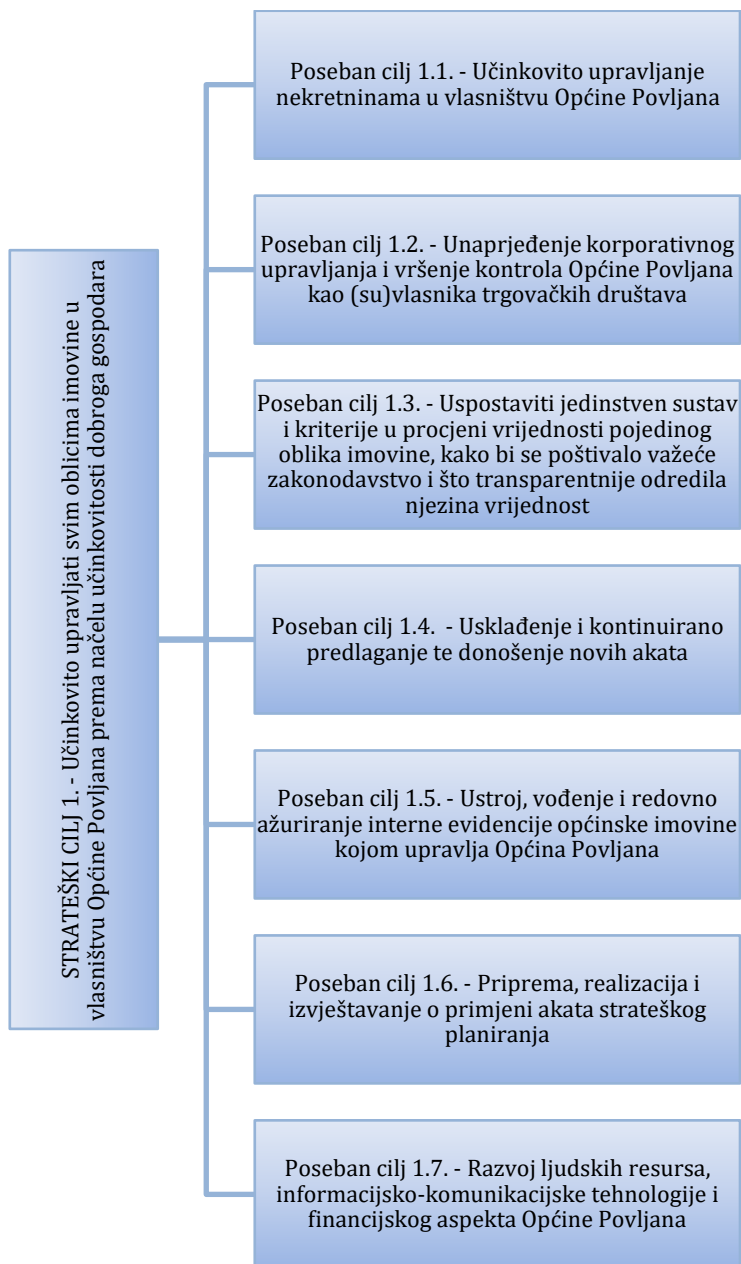 STRATEŠKI CILJ 1. - Učinkovito upravljati svim oblicima imovine u
vlasništvu Općine Povljana prema načelu učinkovitosti dobroga gospodara
Poseban cilj 1.1. - Učinkovito upravljanje
nekretninama u vlasništvu Općine Povljana
Poseban cilj 1.2. - Unaprjeđenje korporativnog
upravljanja i vršenje kontrola Općine Povljana
kao (su)vlasnika trgovačkih društava
Poseban cilj 1.3. - Uspostaviti jedinstven sustav
i kriterije u procjeni vrijednosti pojedinog
oblika imovine, kako bi se poštivalo važeće
zakonodavstvo i što transparentnije odredila
njezina vrijednost
Poseban cilj 1.4.  - Usklađenje i kontinuirano
predlaganje te donošenje novih akata
Poseban cilj 1.5. - Ustroj, vođenje i redovno
ažuriranje interne evidencije općinske imovine
kojom upravlja Općina Povljana
Poseban cilj 1.6. - Priprema, realizacija i
izvještavanje o primjeni akata strateškog
planiranja
Poseban cilj 1.7. - Razvoj ljudskih resursa,
informacijsko-komunikacijske tehnologije i
financijskog aspekta Općine Povljana